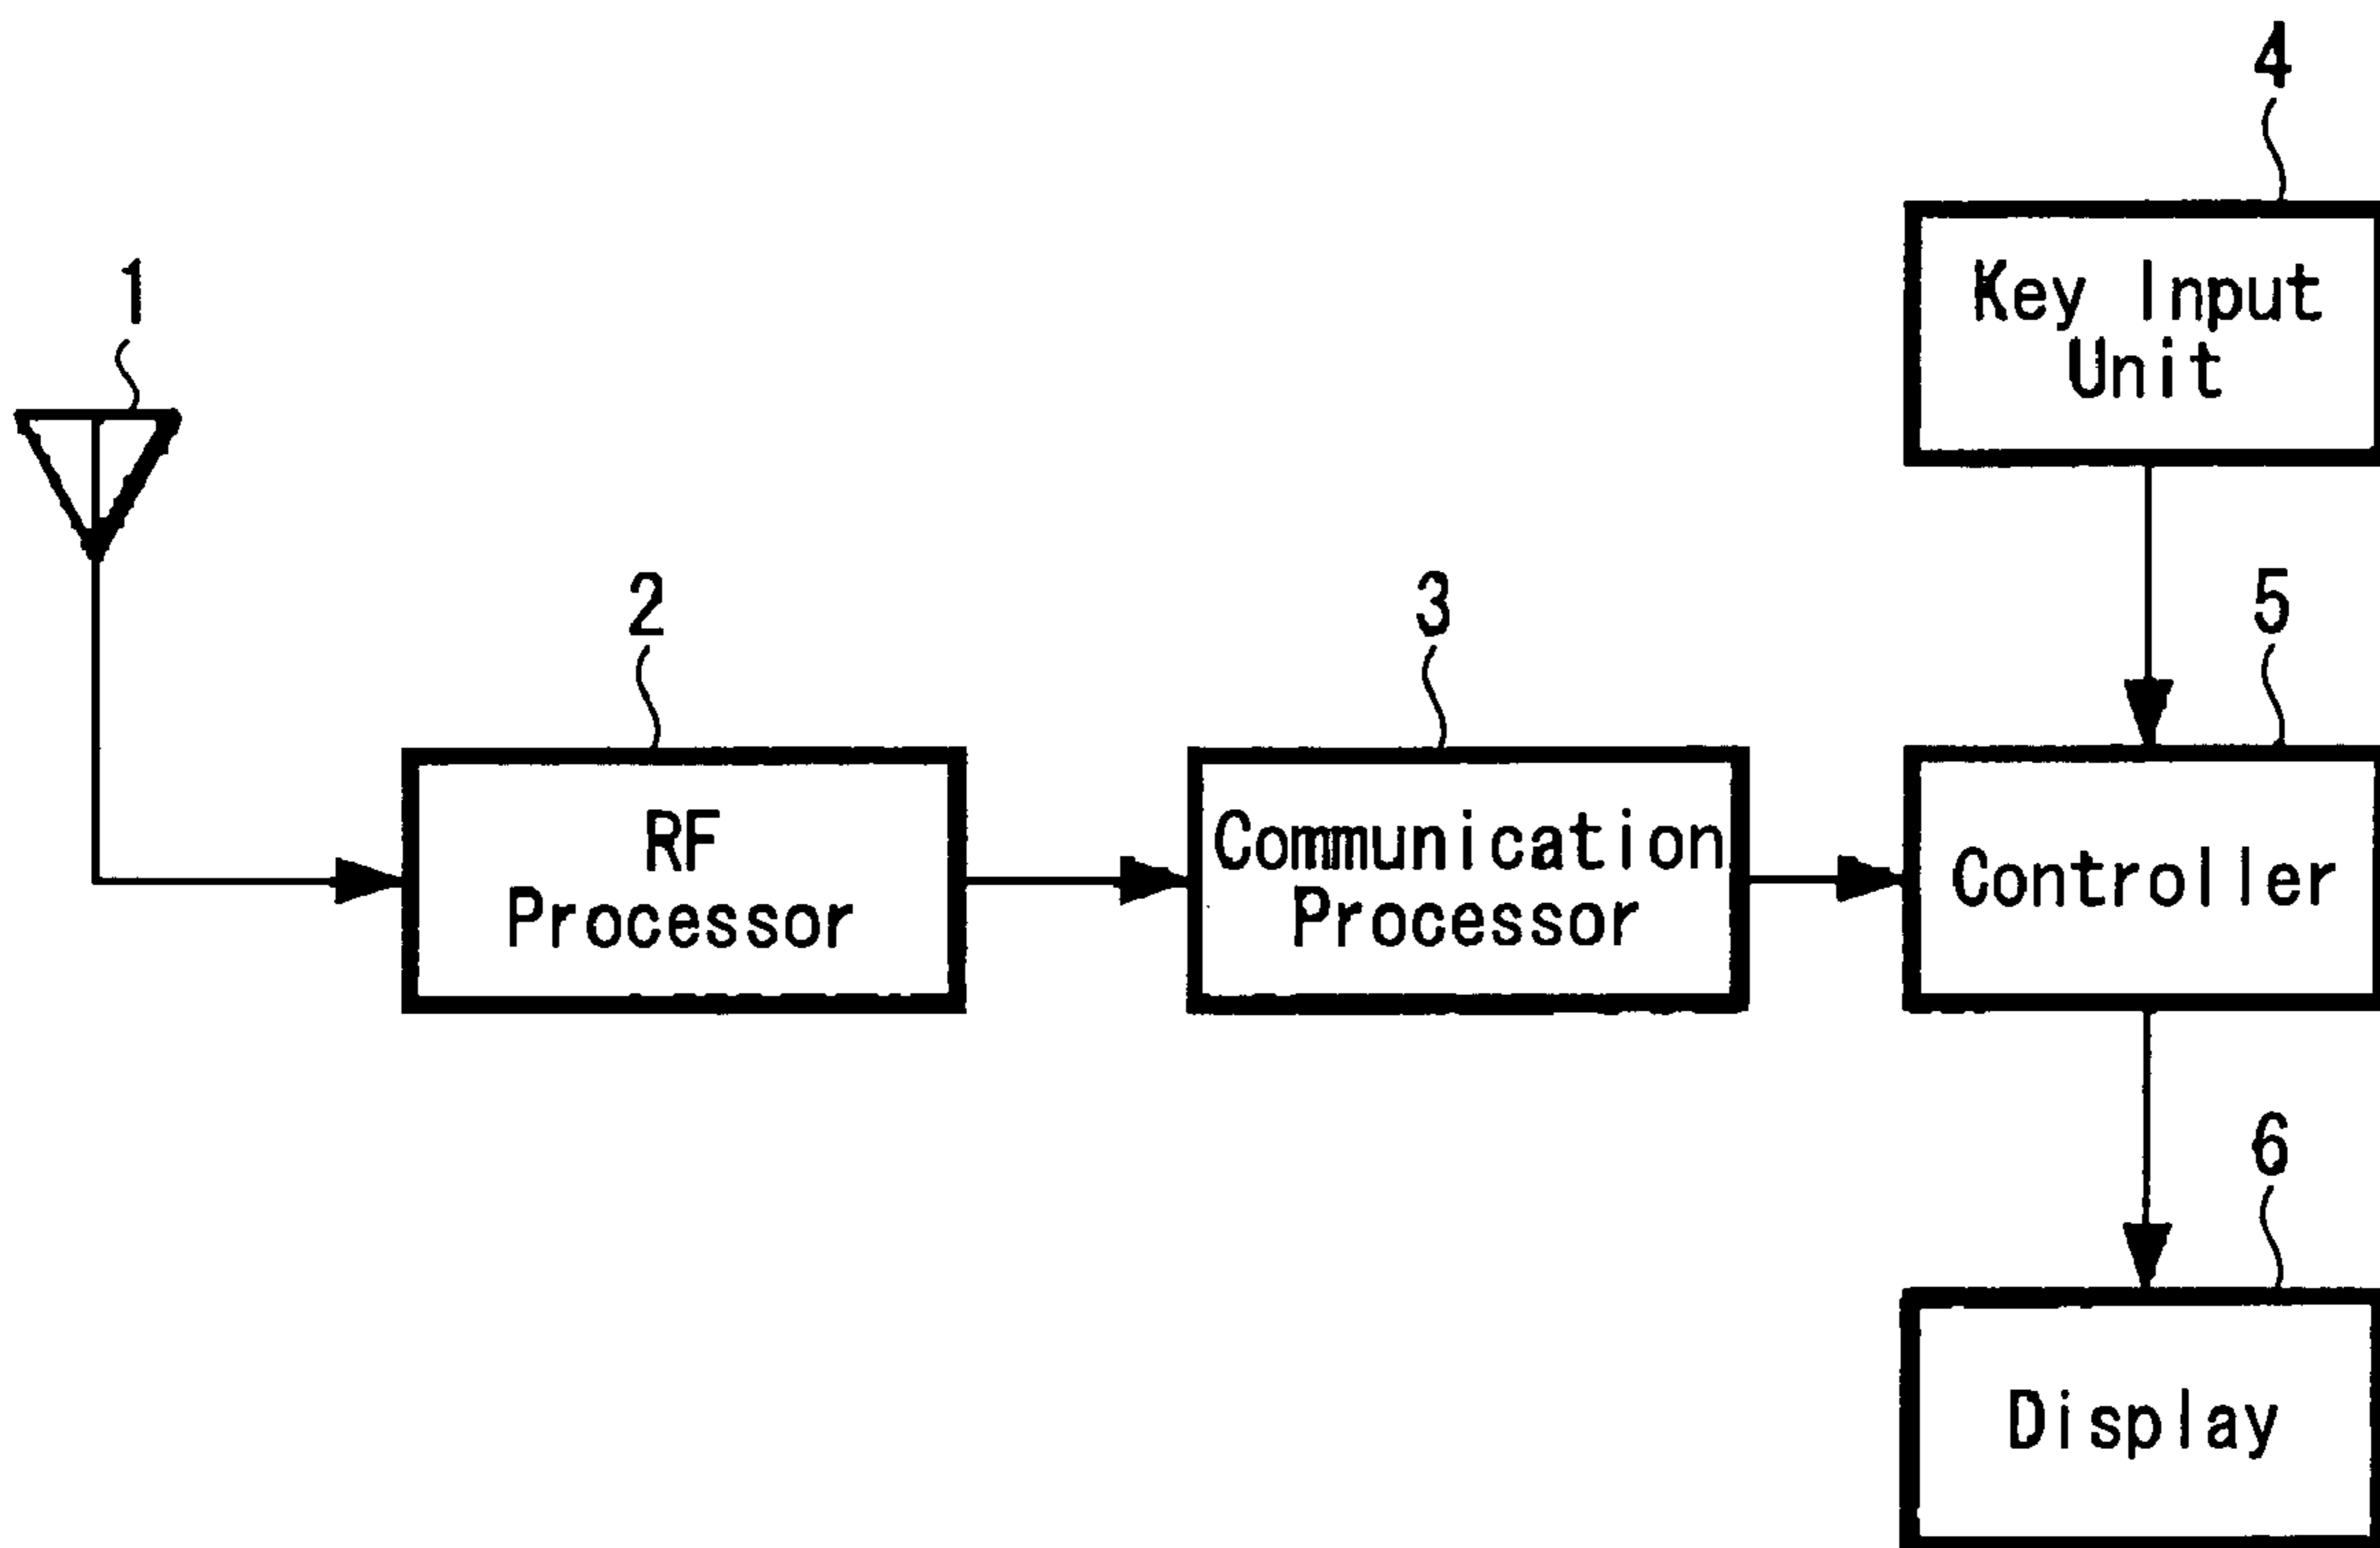 4
Key Input
Unit
1
2
3
5
RF
Processor
Communication
Processor
Controller
6
Display